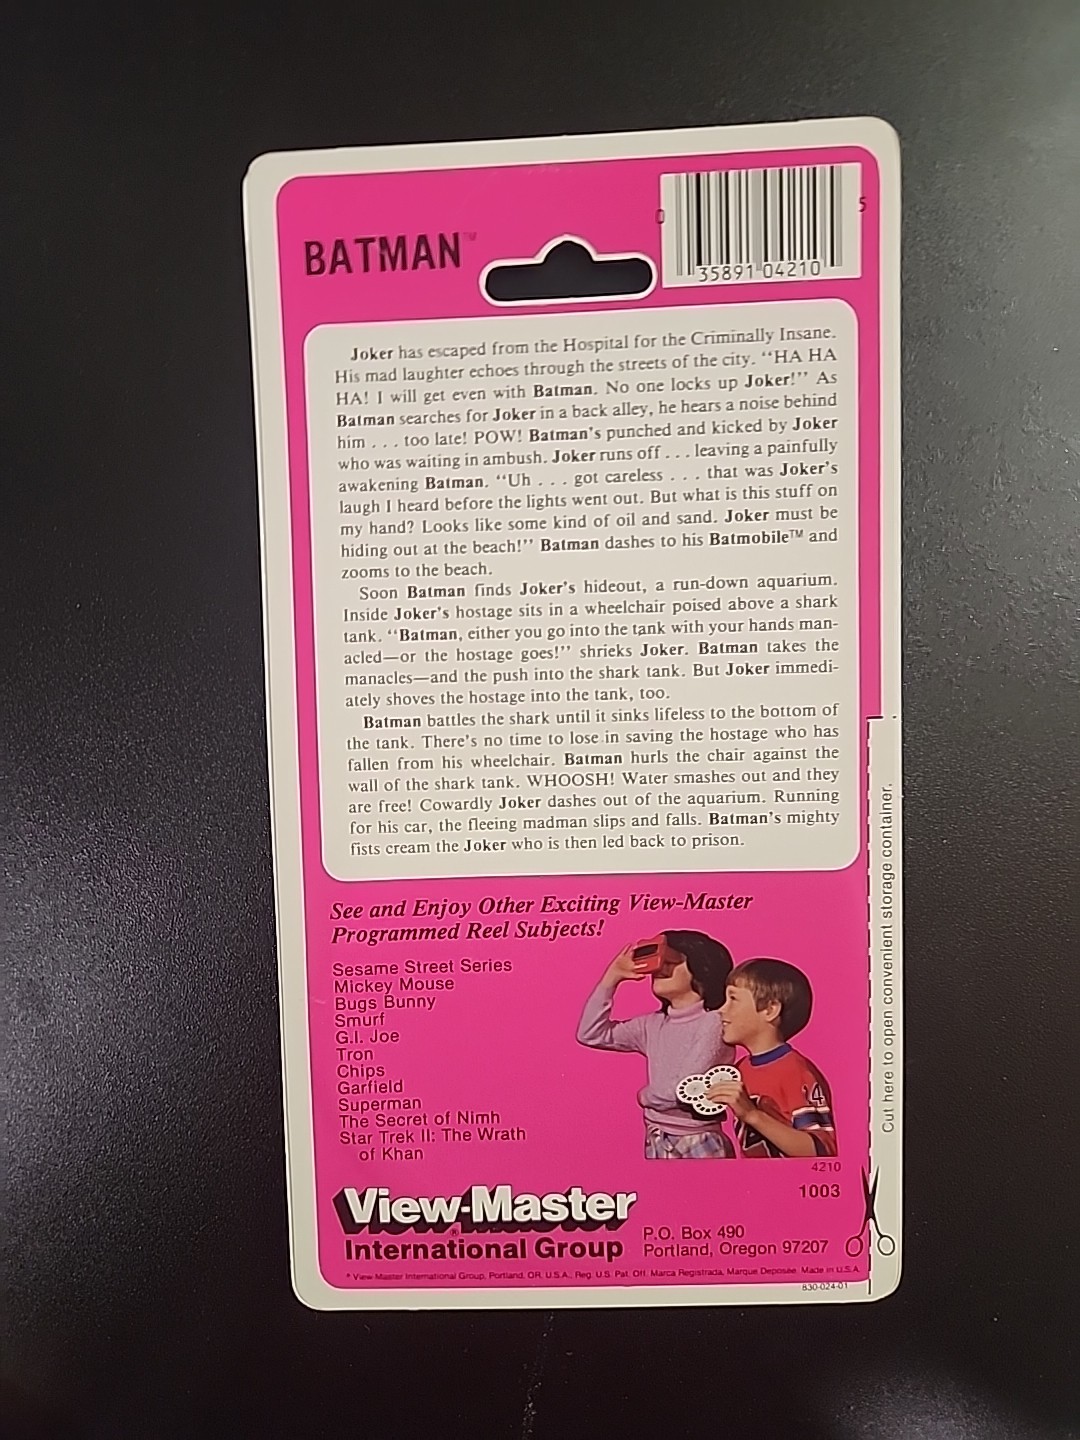 BATMAN™
0 35891 04210 5
Joker has escaped from the Hospital for the Criminally Insane.
His mad laughter echoes through the streets of the city. “HA HA
HA! I will get even with Batman. No one locks up Joker!” As
Batman searches for Joker in a back alley, he hears a noise behind
him . . . too late! POW! Batman's punched and kicked by Joker
who was waiting in ambush. Joker runs off . . . leaving a painfully
awakening Batman. “Uh . . . got careless . . . that was Joker's
laugh I heard before the lights went out. But what is this stuff on
my hand? Looks like some kind of oil and sand. Joker must be
hiding out at the beach!” Batman dashes to his Batmobile™ and
zooms to the beach.
Soon Batman finds Joker's hideout, a run-down aquarium.
Inside Joker's hostage sits in a wheelchair poised above a shark
tank. “Batman, either you go into the tank with your hands man-
acled—or the hostage goes!” shrieks Joker. Batman takes the
manacles—and the push into the shark tank. But Joker immedi-
ately shoves the hostage into the tank, too.
Batman battles the shark until it sinks lifeless to the bottom of
the tank. There's no time to lose in saving the hostage who has
fallen from his wheelchair. Batman hurls the chair against the
wall of the shark tank. WHOOSH! Water smashes out and they
are free! Cowardly Joker dashes out of the aquarium. Running
for his car, the fleeing madman slips and falls. Batman's mighty
fists cream the Joker who is then led back to prison.
See and Enjoy Other Exciting View-Master
Programmed Reel Subjects!
Sesame Street Series
Mickey Mouse
Bugs Bunny
Smurf
G.I. Joe
Tron
Chips
Garfield
Superman
The Secret of Nimh
Star Trek II: The Wrath
of Khan
4
4210
1003
View-Master®
International Group
P.O. Box 490
Portland, Oregon 97207
* View-Master International Group, Portland, OR, U.S.A., Reg. U.S. Pat. Off. Marca Registrada, Marque Deposée, Made in U.S.A.
830-024-01
Cut here to open convenient storage container.